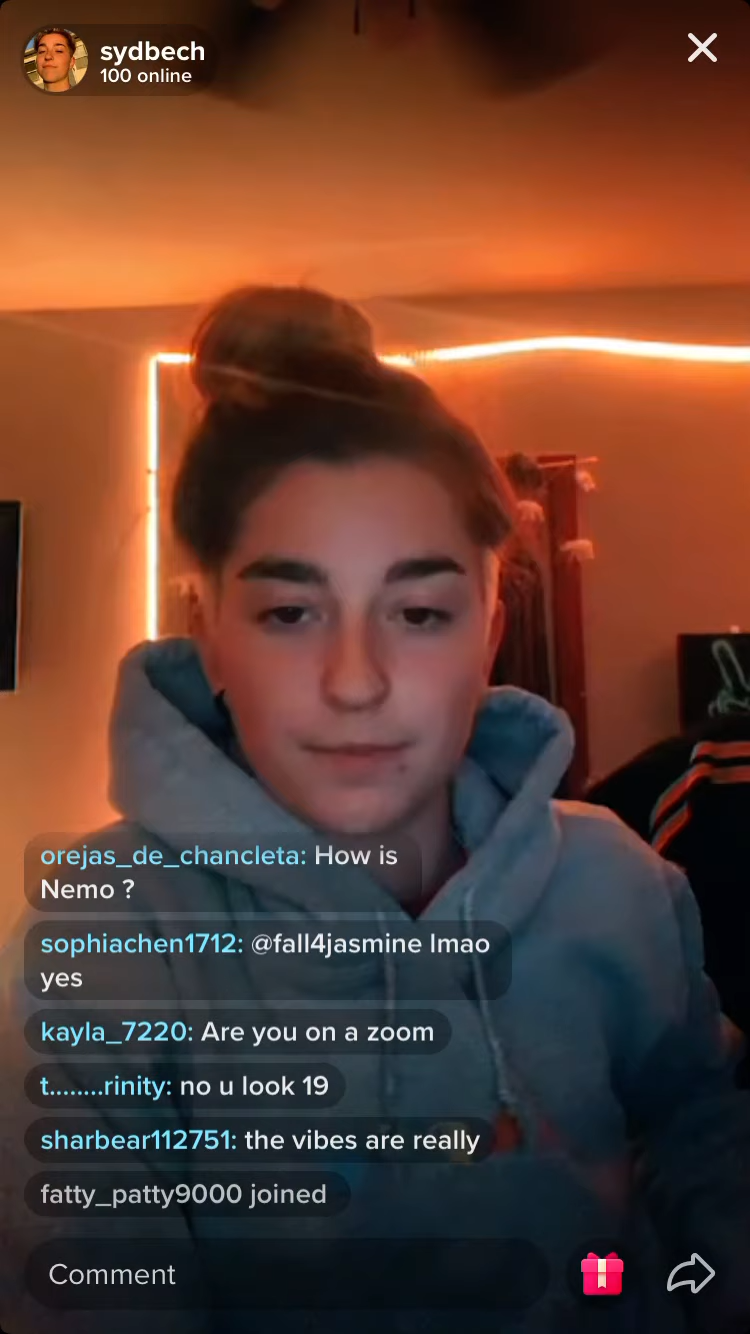 sydbech
100 online
orejas_de_chancleta: How is
Nemo ?
sophiachen1712: @fall4jasmine lmao
yes
kayla_7220: Are you on a zoom
t........rinity: no u look 19
sharbear112751: the vibes are really
fatty_patty9000 joined
Comment